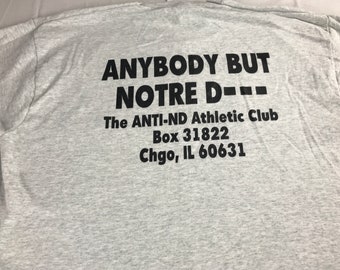 ANYBODY BUT
NOTRE D---
The ANTI-ND Athletic Club
Box 31822
Chgo, IL 60631